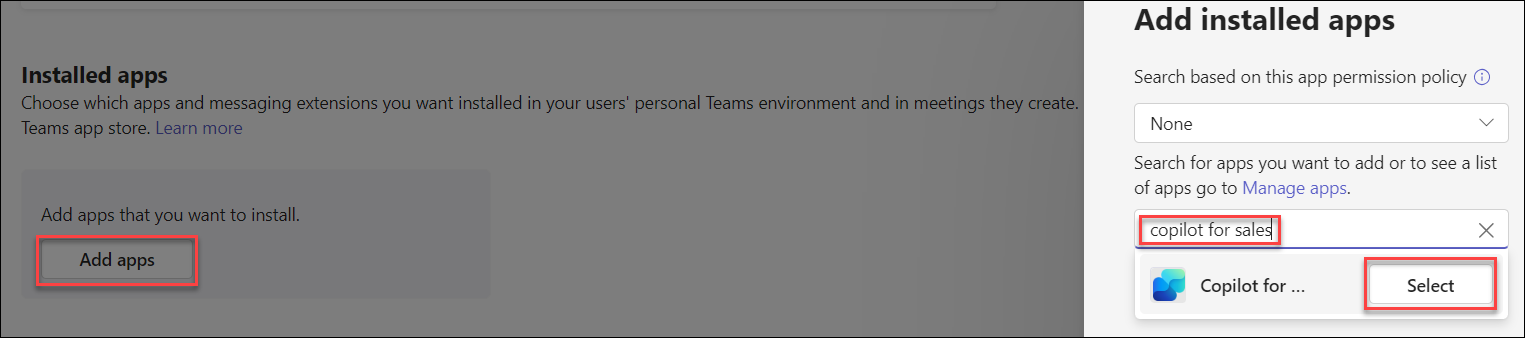 Installed apps
Choose which apps and messaging extensions you want installed in your users' personal Teams environment and in meetings they create.
Teams app store. Learn more
Add apps that you want to install.
Add apps
Add installed apps
Search based on this app permission policy
None
Search for apps you want to add or to see a list
of apps go to Manage apps.
copilot for sales
Copilot for ...
Select